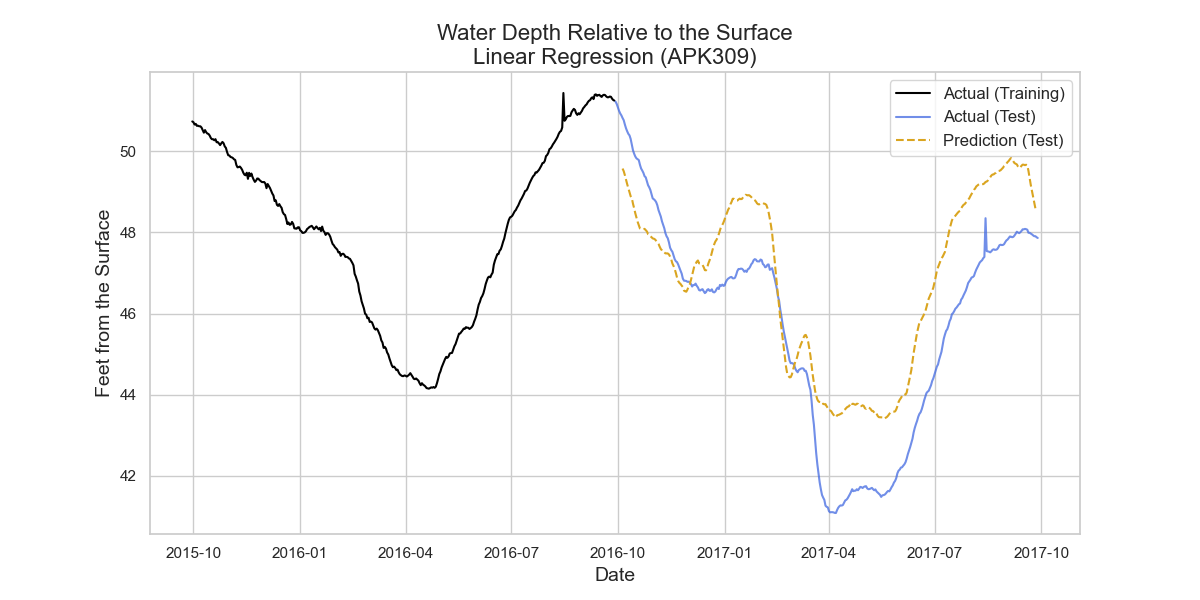 Water Depth Relative to the Surface
Linear Regression (APK309)
Actual (Training)
Actual (Test)
Prediction (Test)
Feet from the Surface
50
48
46
44
42
2015-10
2016-01
2016-04
2016-07
2016-10
2017-01
2017-04
2017-07
2017-10
Date